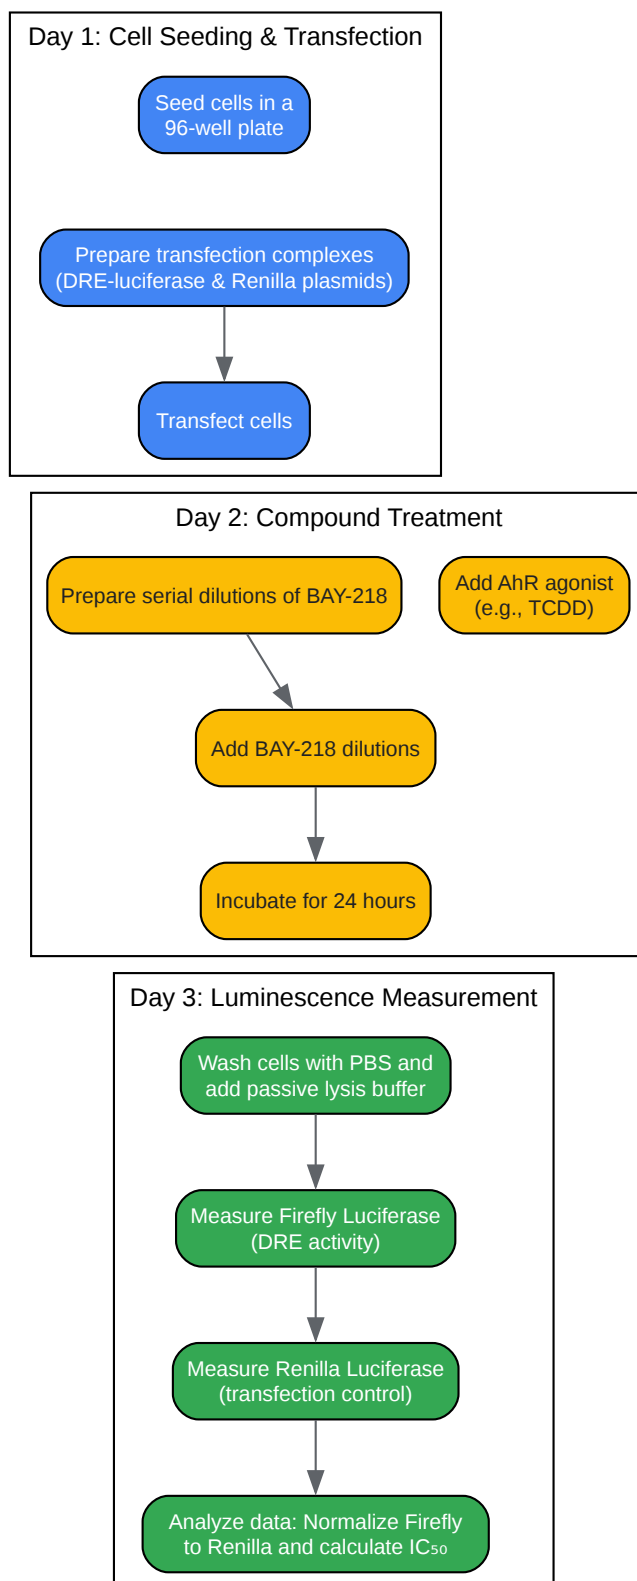 Day 1: Cell Seeding & Transfection
Seed cells in a
96-well plate
Prepare transfection complexes
(DRE-luciferase & Renilla plasmids)
Transfect cells
Day 2: Compound Treatment
Prepare serial dilutions of BAY-218
Add AhR agonist
(e.g., TCDD)
Add BAY-218 dilutions
Incubate for 24 hours
Day 3: Luminescence Measurement
Wash cells with PBS and
add passive lysis buffer
Measure Firefly Luciferase
(DRE activity)
Measure Renilla Luciferase
(transfection control)
Analyze data: Normalize Firefly
to Renilla and calculate IC₅₀